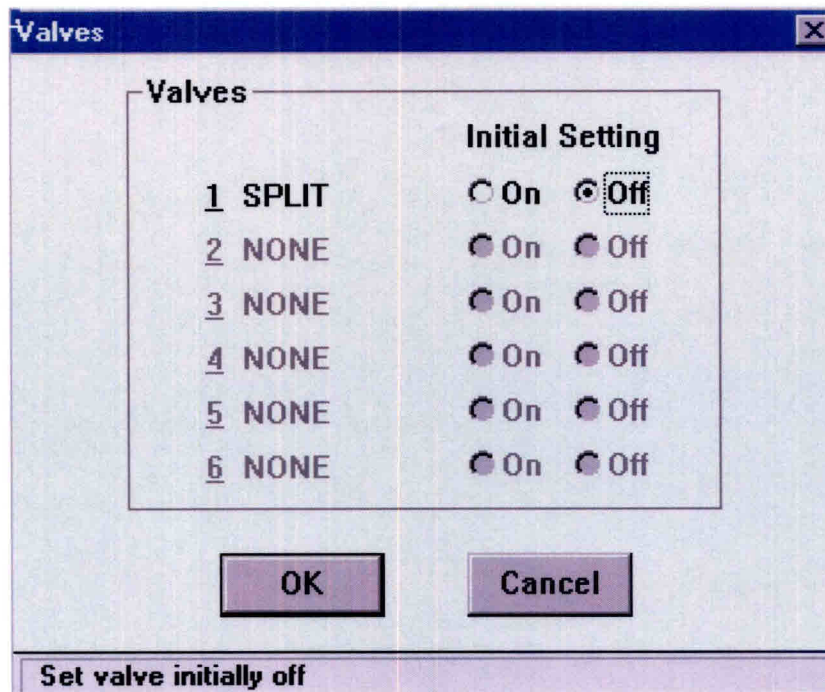 Valves
Valves
Initial Setting
1 SPLIT On Off
2 NONE On Off
3 NONE On Off
4 NONE On Off
5 NONE On Off
6 NONE On Off
OK Cancel
Set valve initially off